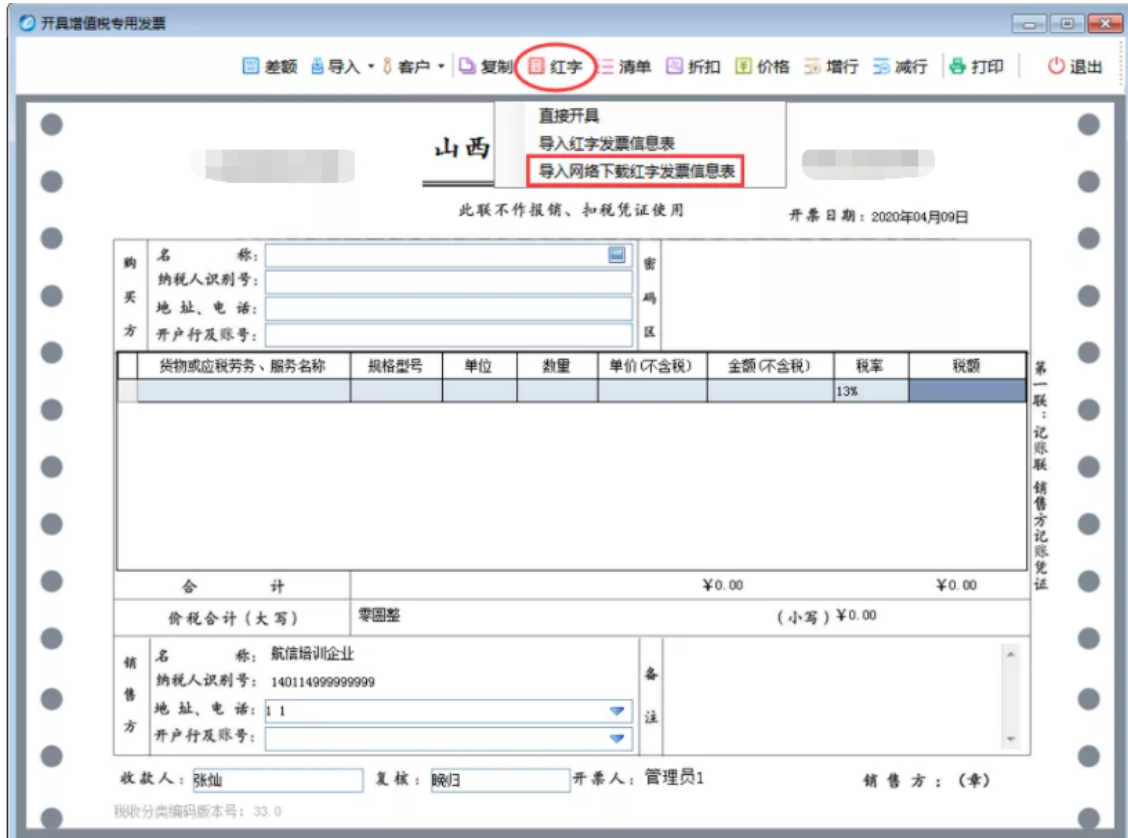 开具增值税专用发票
差额 导入 客户 复制 红字 清单 折扣 价格 增行 减行 打印 退出
直接开具
导入红字发票信息表
导入网络下载红字发票信息表
山西
此联不作报销、扣税凭证使用
开票日期：2020年04月09日
购买方
名称：
纳税人识别号：
地址、电话：
开户行及账号：
密码区
货物或应税劳务、服务名称 规格型号 单位 数量 单价(不含税) 金额(不含税) 税率 税额
13%
合计 ¥0.00 ¥0.00
价税合计(大写) 零圆整 (小写)¥0.00
第一联：记账联 销售方记账凭证
销售方
名称：航信培训企业
纳税人识别号：140114999999999
地址、电话：1 1
开户行及账号：
备注
收款人：张灿 复核：晚归 开票人：管理员1 销售方：(章)
税收分类编码版本号：33.0